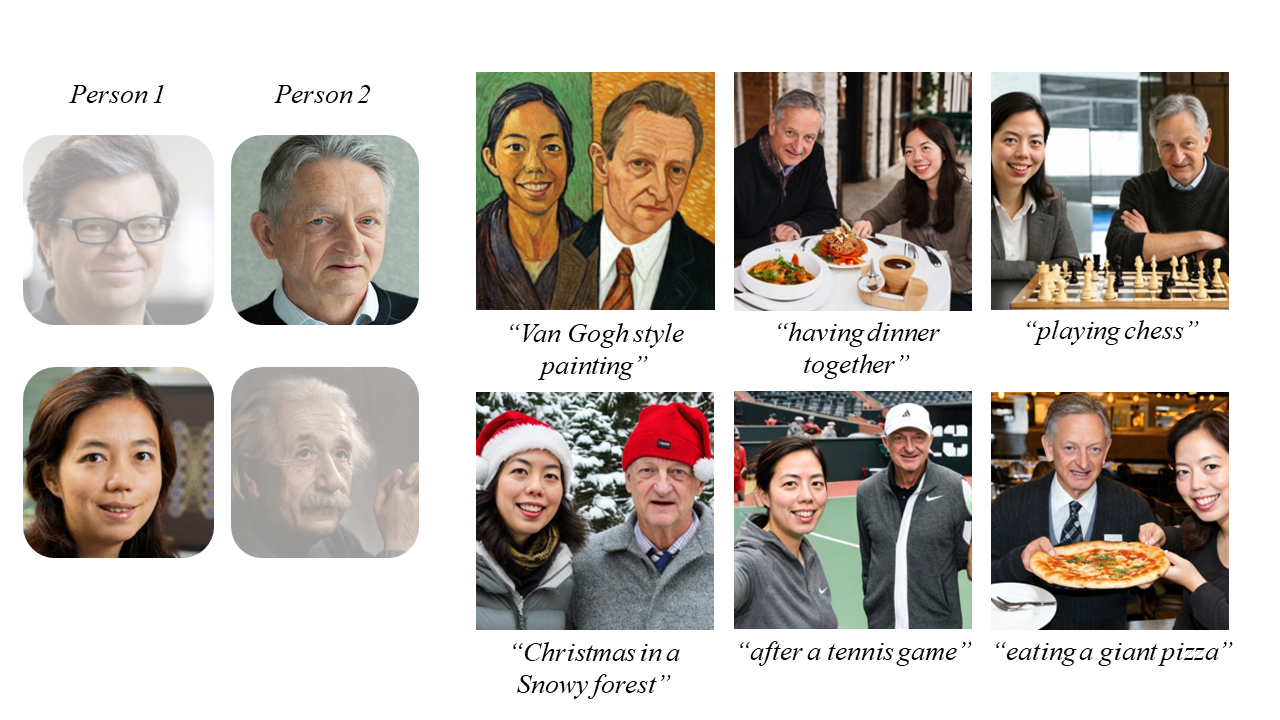 Person 1
Person 2
“Van Gogh style
painting”
“having dinner
together”
“playing chess”
“Christmas in a
Snowy forest”
“after a tennis game”
“eating a giant pizza”